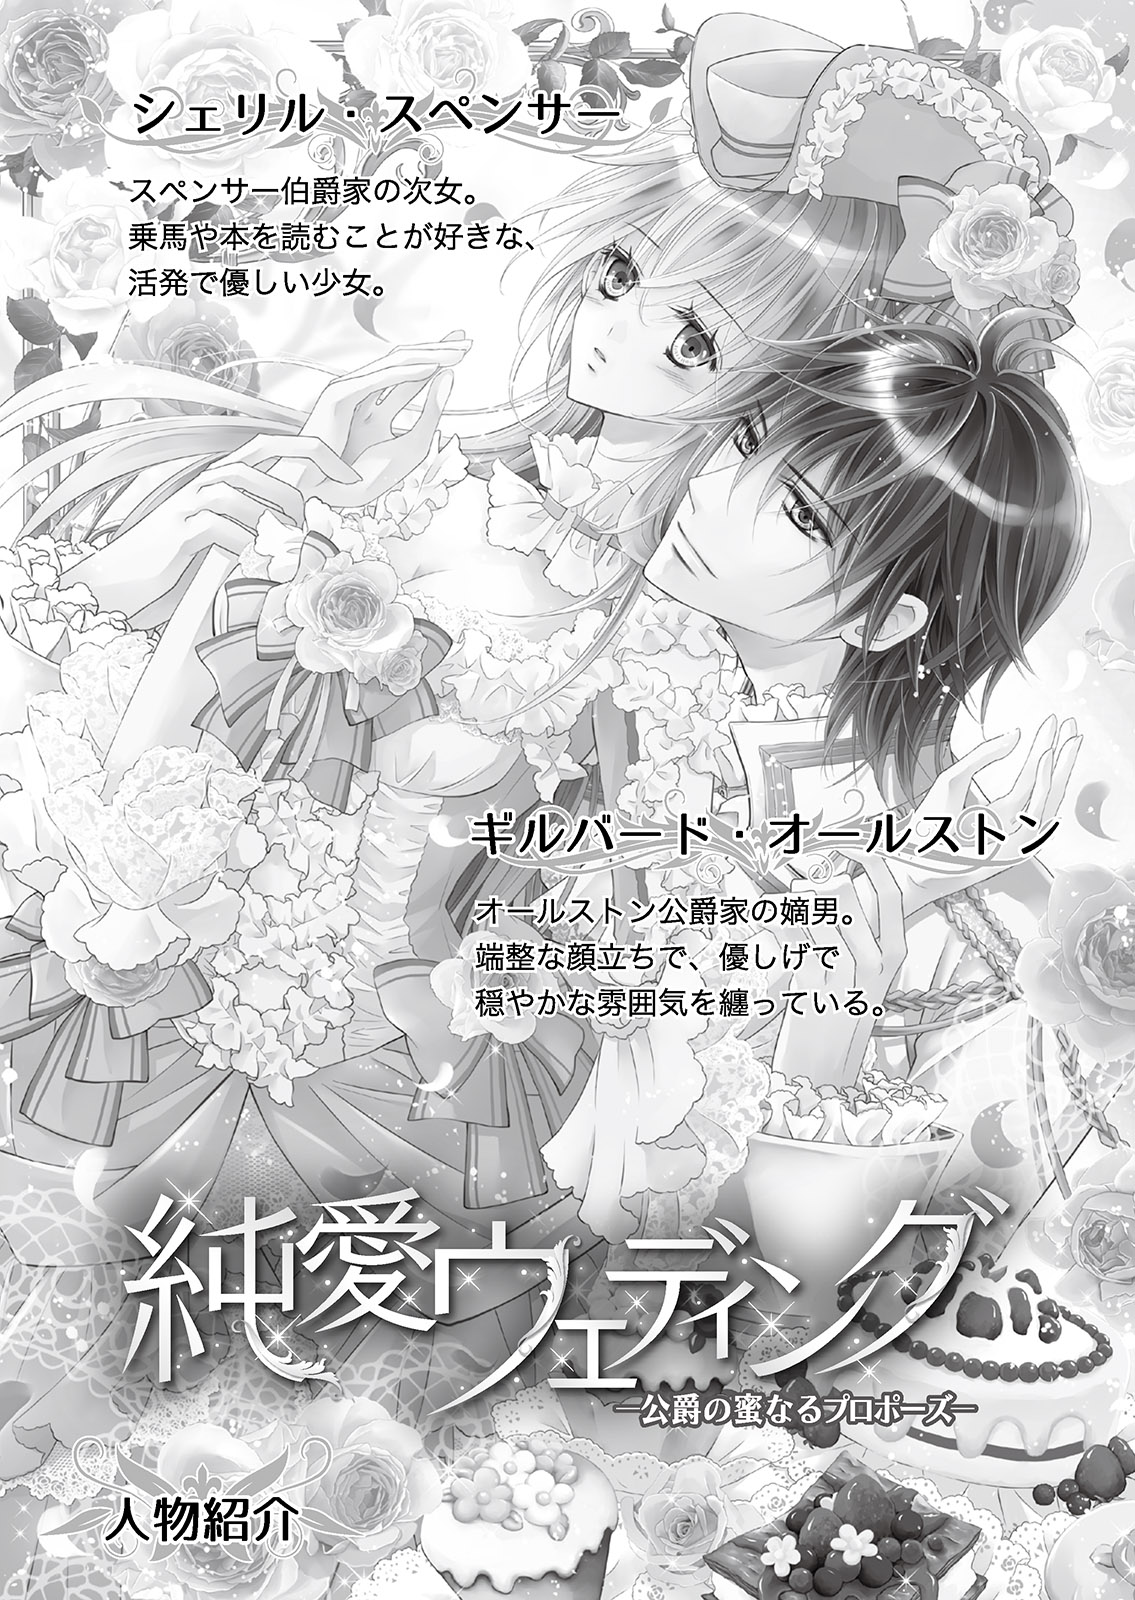 シェリル・スペンサー
スペンサー伯爵家の次女。
乗馬や本を読むことが好きな、
活発で優しい少女。
ギルバード・オールストン
オールストン公爵家の嫡男。
端整な顔立ちで、優しげで
穏やかな雰囲気を纏っている。
純愛ウェディング
―公爵の蜜なるプロポーズ―
人物紹介